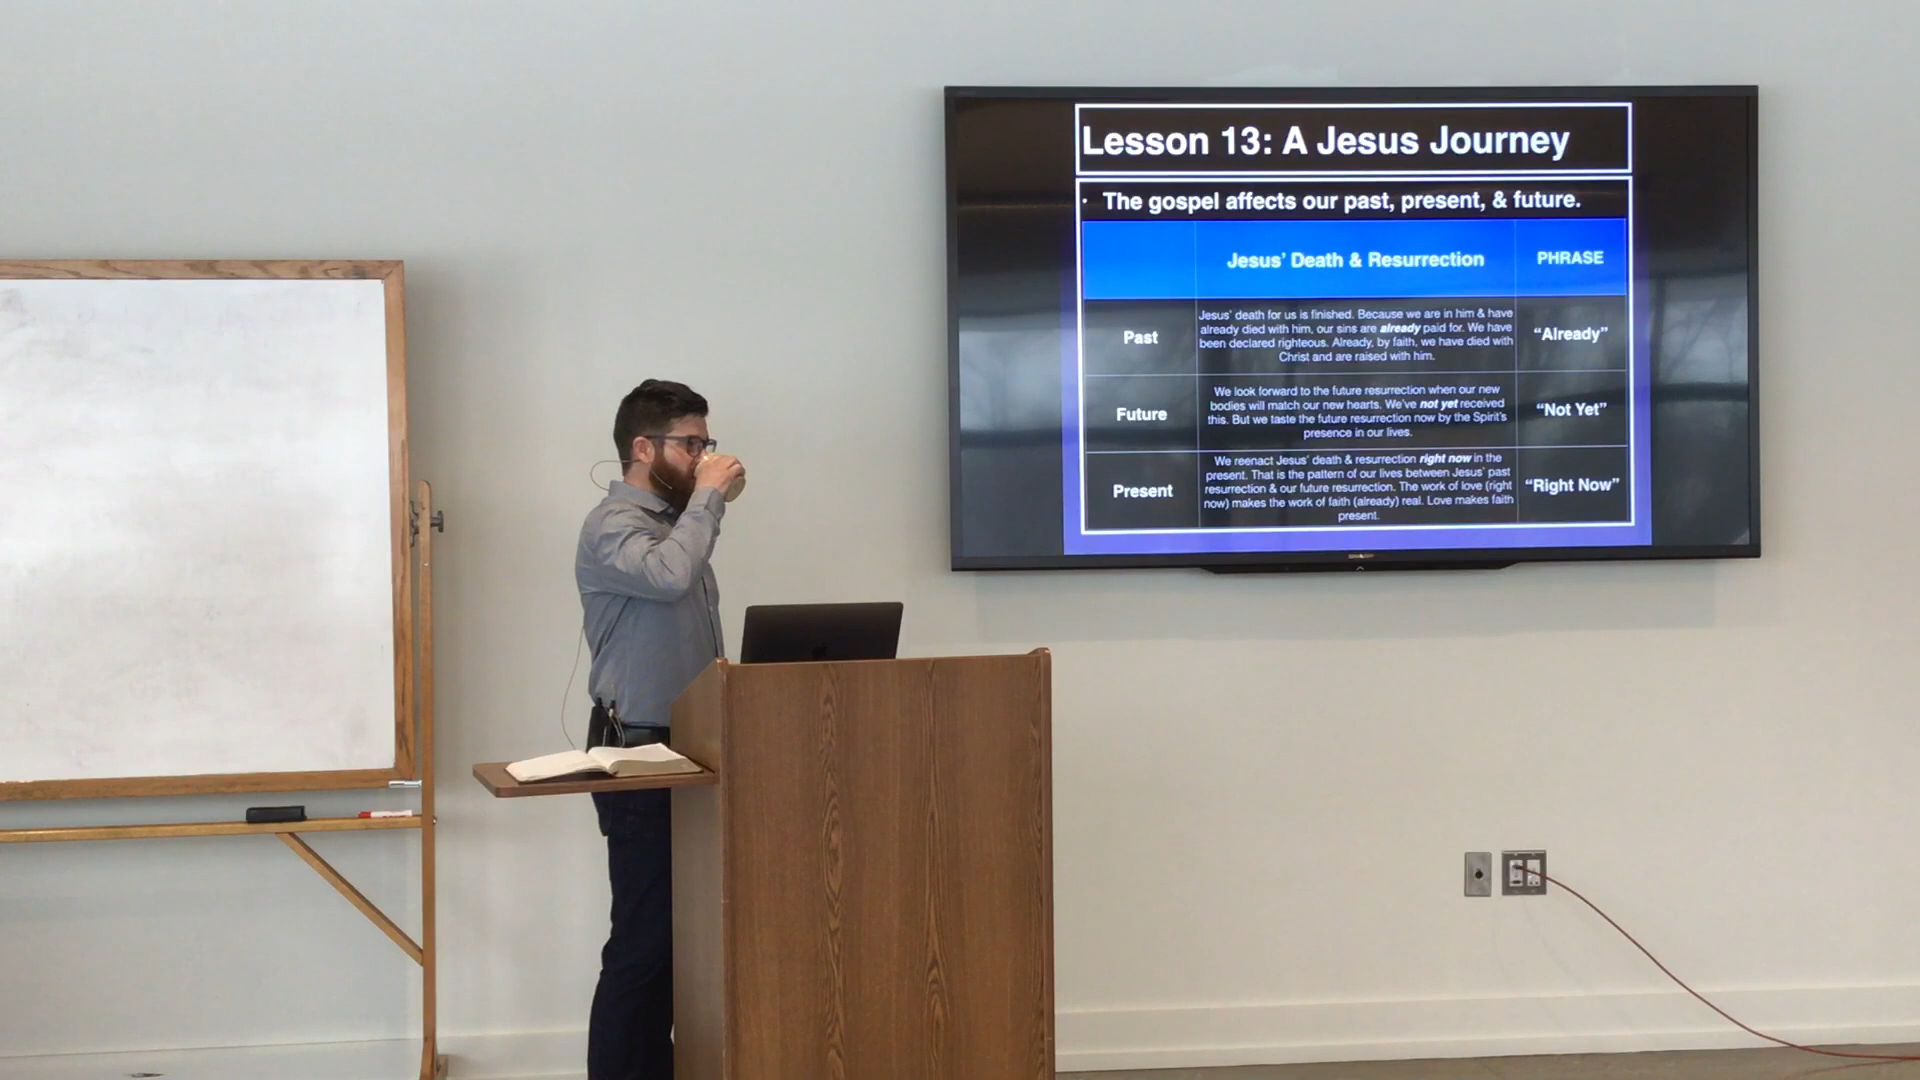 Lesson 13: A Jesus Journey
• The gospel affects our past, present, & future.
Jesus' Death & Resurrection
PHRASE
Past
Jesus' death for us is finished. Because we are in him & have
already died with him, our sins are already paid for. We have
been declared righteous. Already, by faith, we have died with
Christ and are raised with him.
“Already”
Future
We look forward to the future resurrection when our new
bodies will match our new hearts. We've not yet received
this. But we taste the future resurrection now by the Spirit's
presence in our lives.
“Not Yet”
Present
We reenact Jesus' death & resurrection right now in the
present. That is the pattern of our lives between Jesus' past
resurrection & our future resurrection. The work of love (right
now) makes the work of faith (already) real. Love makes faith
present.
“Right Now”